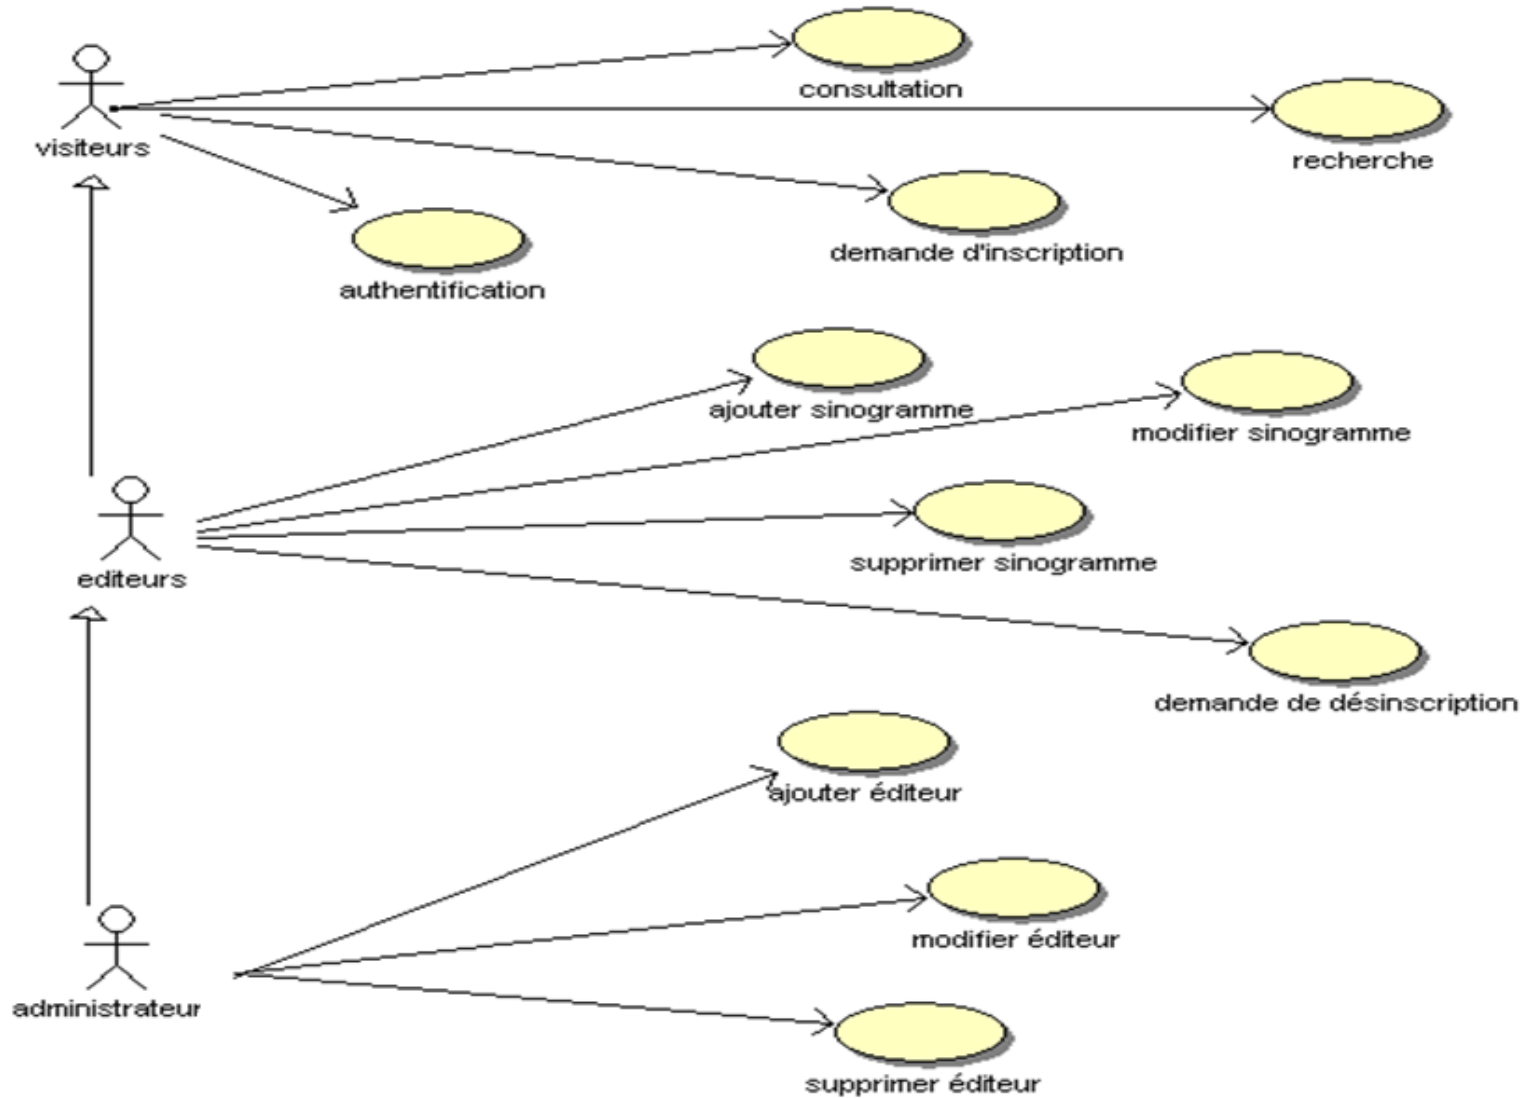 consultation
visiteurs
recherche
demande d'inscription
authentification
ajouter sinogramme
modifier sinogramme
supprimer sinogramme
editeurs
demande de désinscription
ajouter éditeur
modifier éditeur
administrateur
supprimer éditeur